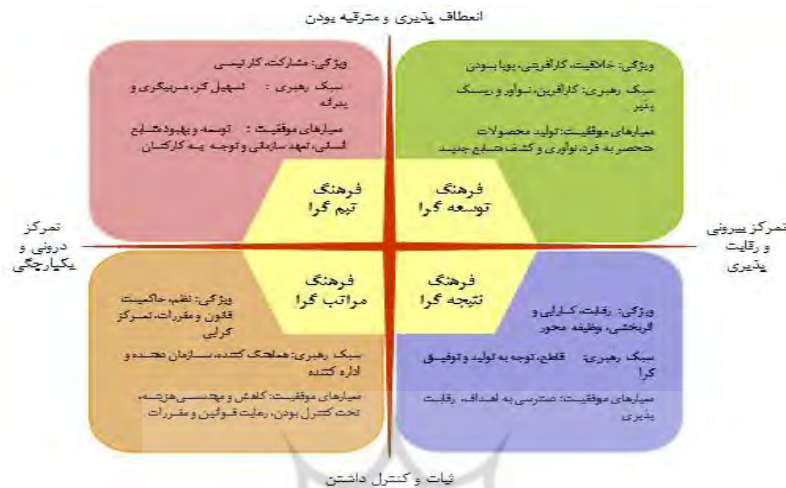 انعطاف پذیری و مترقیه بودن
ویژگی: خلاقیت، کارآفرینی، پویا بودن
سبک رهبری: کارآفرین، نوآور و ریسک
پذیر
معیارهای موفقیت: تولید محصولات
منحصر به فرد، نوآوری و کشف منابع جدید
فرهنگ
توسعه گرا
ویژگی: مشارکت، کار تیمی
سبک رهبری : تسهیل گر، مربیگری و
پدرانه
معیارهای موفقیت : توسعه و بهبود منابع
انسانی، تعهد سازمانی و توجه به کارکنان
فرهنگ
تیم گرا
تمرکز بیرونی
و رقابت
پذیری
تمرکز
درونی و
یکپارچگی
فرهنگ
نتیجه گرا
ویژگی: رقابت، کارایی و
اثربخشی، وظیفه محور
سبک رهبری: قاطع، توجه به تولید و توفیق
گرا
معیارهای موفقیت: دسترسی به اهداف، رقابت
پذیری
فرهنگ
مراتب گرا
ویژگی: نظم، حاکمیت
قانون و مقررات، تمرکز
گرایی
سبک رهبری: هماهنگ کننده، سازمان دهنده و
اداره کننده
معیارهای موفقیت: کاهش و مهندسی هزینه،
تحت کنترل بودن، رعایت قوانین و مقررات
ثبات و کنترل داشتن